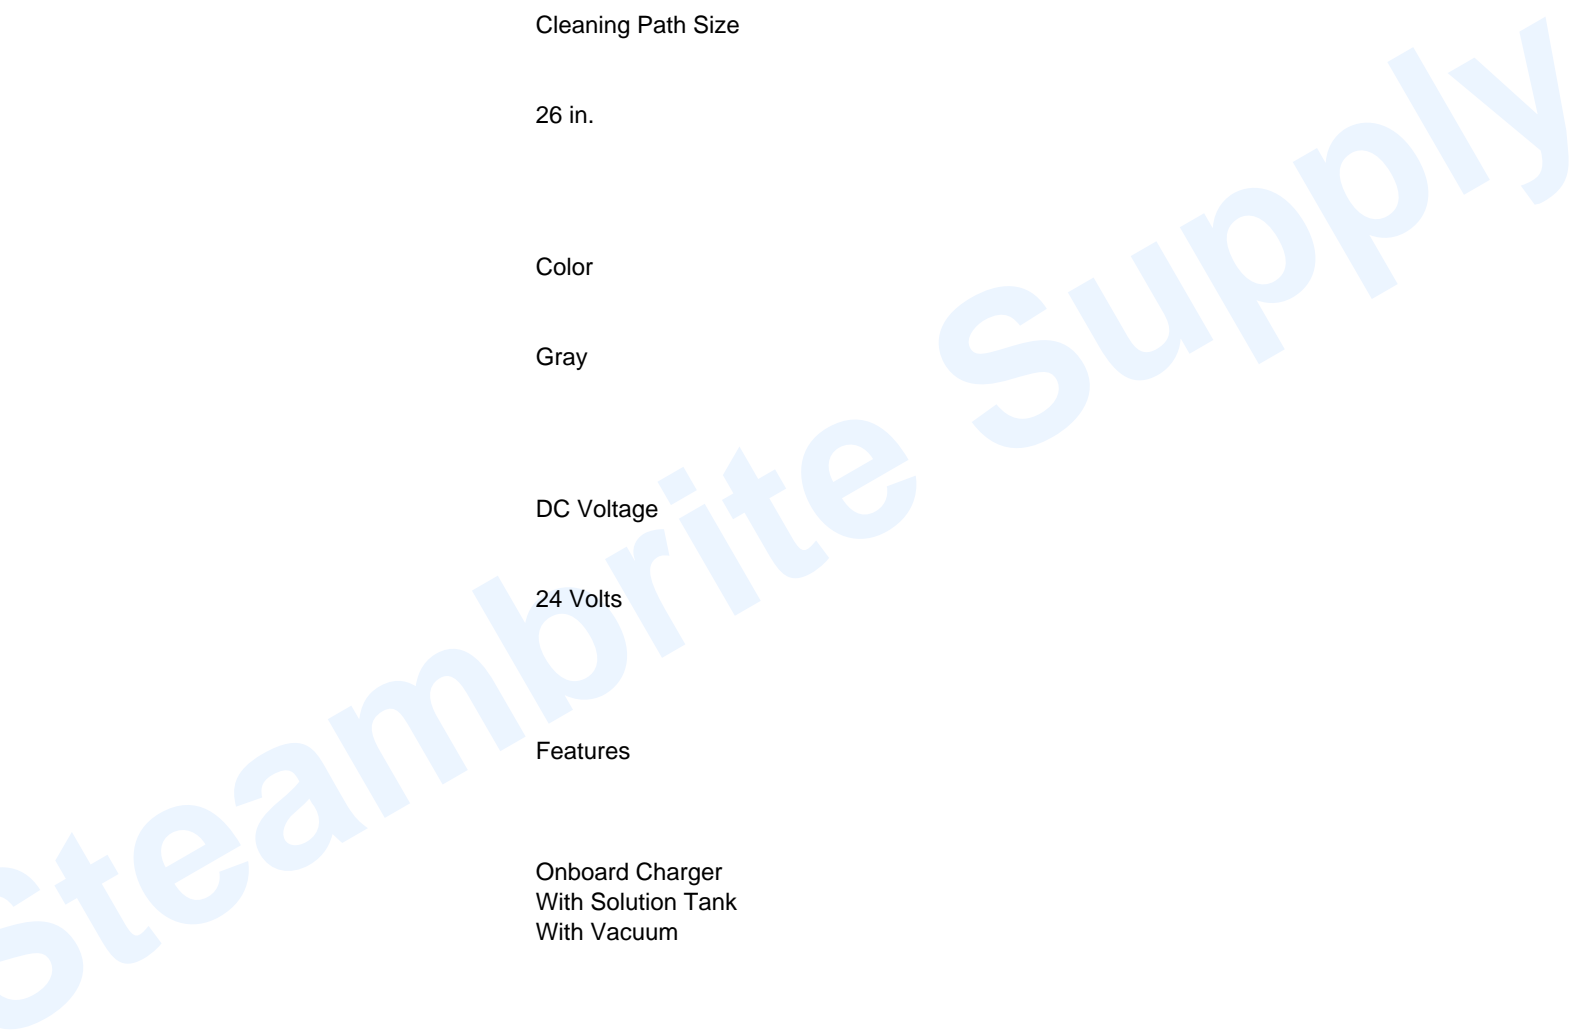 Cleaning Path Size
26 in.
Color
Gray
DC Voltage
24 Volts
Features
Onboard Charger
With Solution Tank
With Vacuum
Steambrite Supply